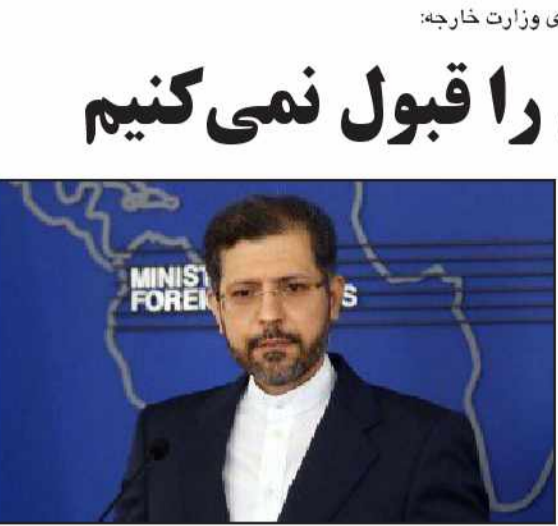 ی وزارت خارجه:
را قبول نمی‌کنیم
MINIST
FOREI S